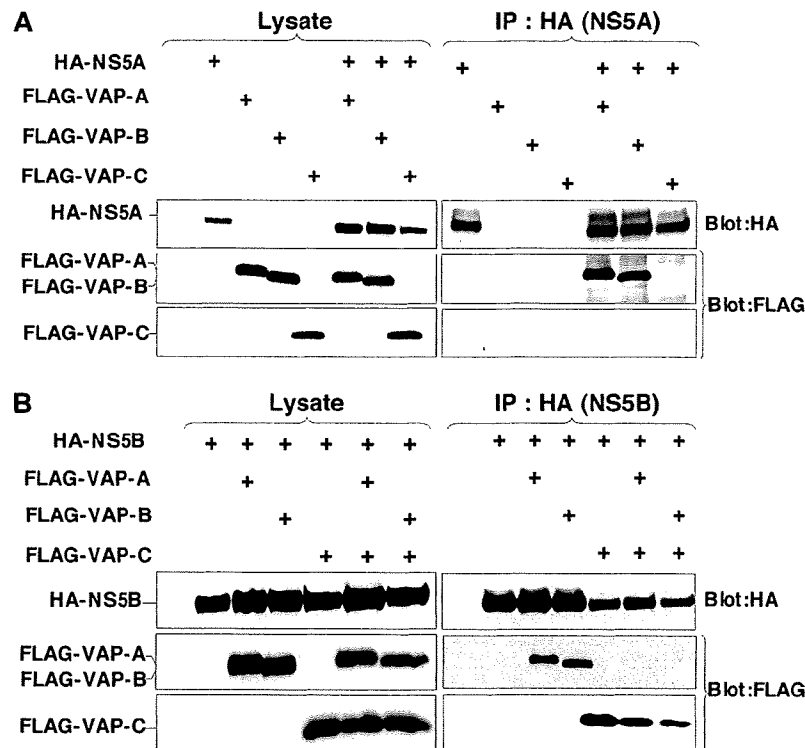 A
Lysate
IP : HA (NS5A)
HA-NS5A + + + + + + + +
FLAG-VAP-A + + + +
FLAG-VAP-B + + + +
FLAG-VAP-C + + + +
HA-NS5A
Blot:HA
FLAG-VAP-A
FLAG-VAP-B
Blot:FLAG
FLAG-VAP-C
B
Lysate
IP : HA (NS5B)
HA-NS5B + + + + + + + + + + + +
FLAG-VAP-A + + + +
FLAG-VAP-B + + + +
FLAG-VAP-C + + + + + +
HA-NS5B
Blot:HA
FLAG-VAP-A
FLAG-VAP-B
Blot:FLAG
FLAG-VAP-C